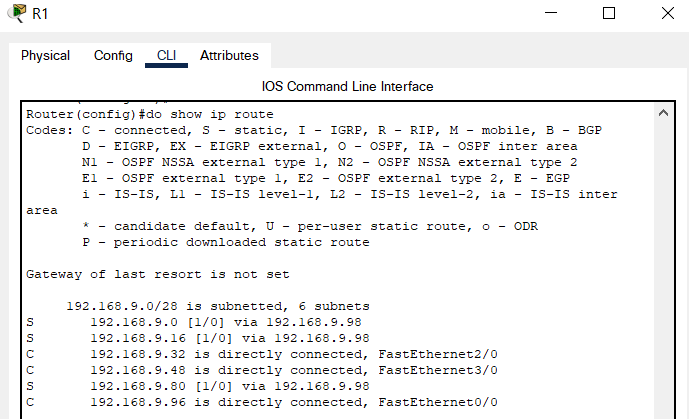 R1
Physical Config CLI Attributes
IOS Command Line Interface
Router(config)#do show ip route
Codes: C - connected, S - static, I - IGRP, R - RIP, M - mobile, B - BGP
D - EIGRP, EX - EIGRP external, O - OSPF, IA - OSPF inter area
N1 - OSPF NSSA external type 1, N2 - OSPF NSSA external type 2
E1 - OSPF external type 1, E2 - OSPF external type 2, E - EGP
i - IS-IS, L1 - IS-IS level-1, L2 - IS-IS level-2, ia - IS-IS inter
area
* - candidate default, U - per-user static route, o - ODR
P - periodic downloaded static route
Gateway of last resort is not set
192.168.9.0/28 is subnetted, 6 subnets
S 192.168.9.0 [1/0] via 192.168.9.98
S 192.168.9.16 [1/0] via 192.168.9.98
C 192.168.9.32 is directly connected, FastEthernet2/0
C 192.168.9.48 is directly connected, FastEthernet3/0
S 192.168.9.80 [1/0] via 192.168.9.98
C 192.168.9.96 is directly connected, FastEthernet0/0